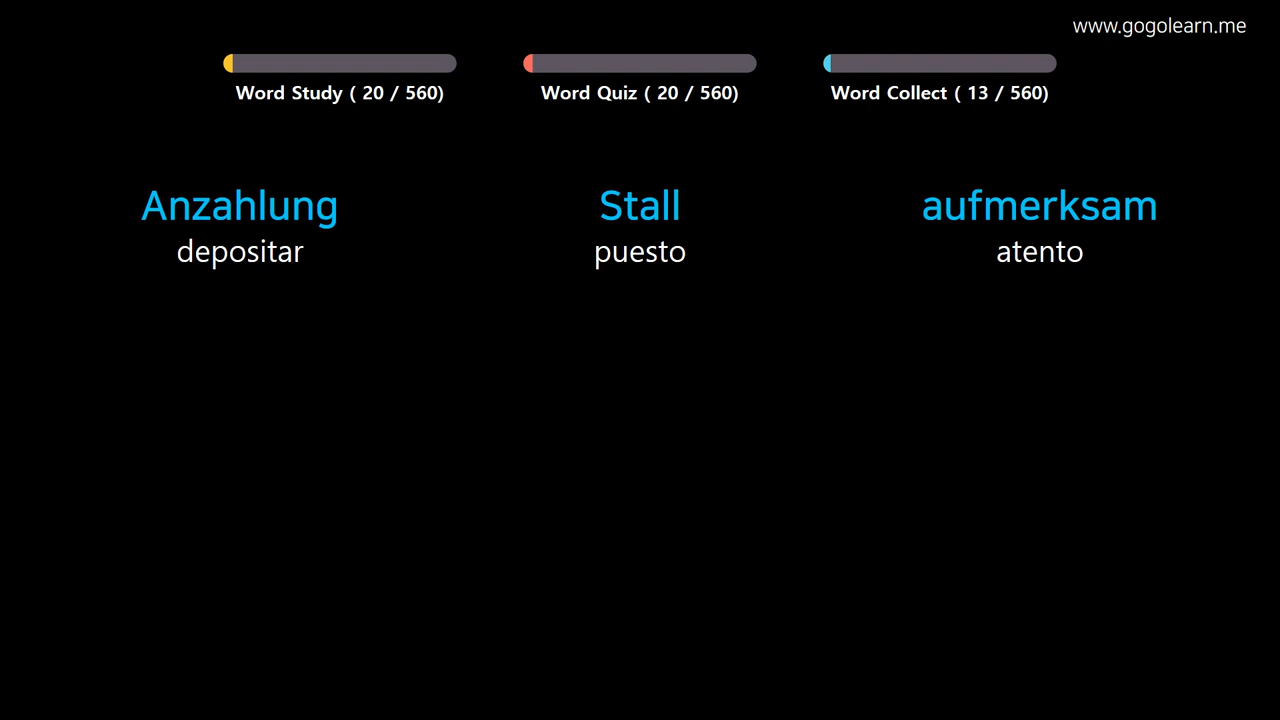 www.gogolearn.me
Word Study ( 20 / 560)
Word Quiz ( 20 / 560)
Word Collect ( 13 / 560)
Anzahlung
depositar
Stall
puesto
aufmerksam
atento